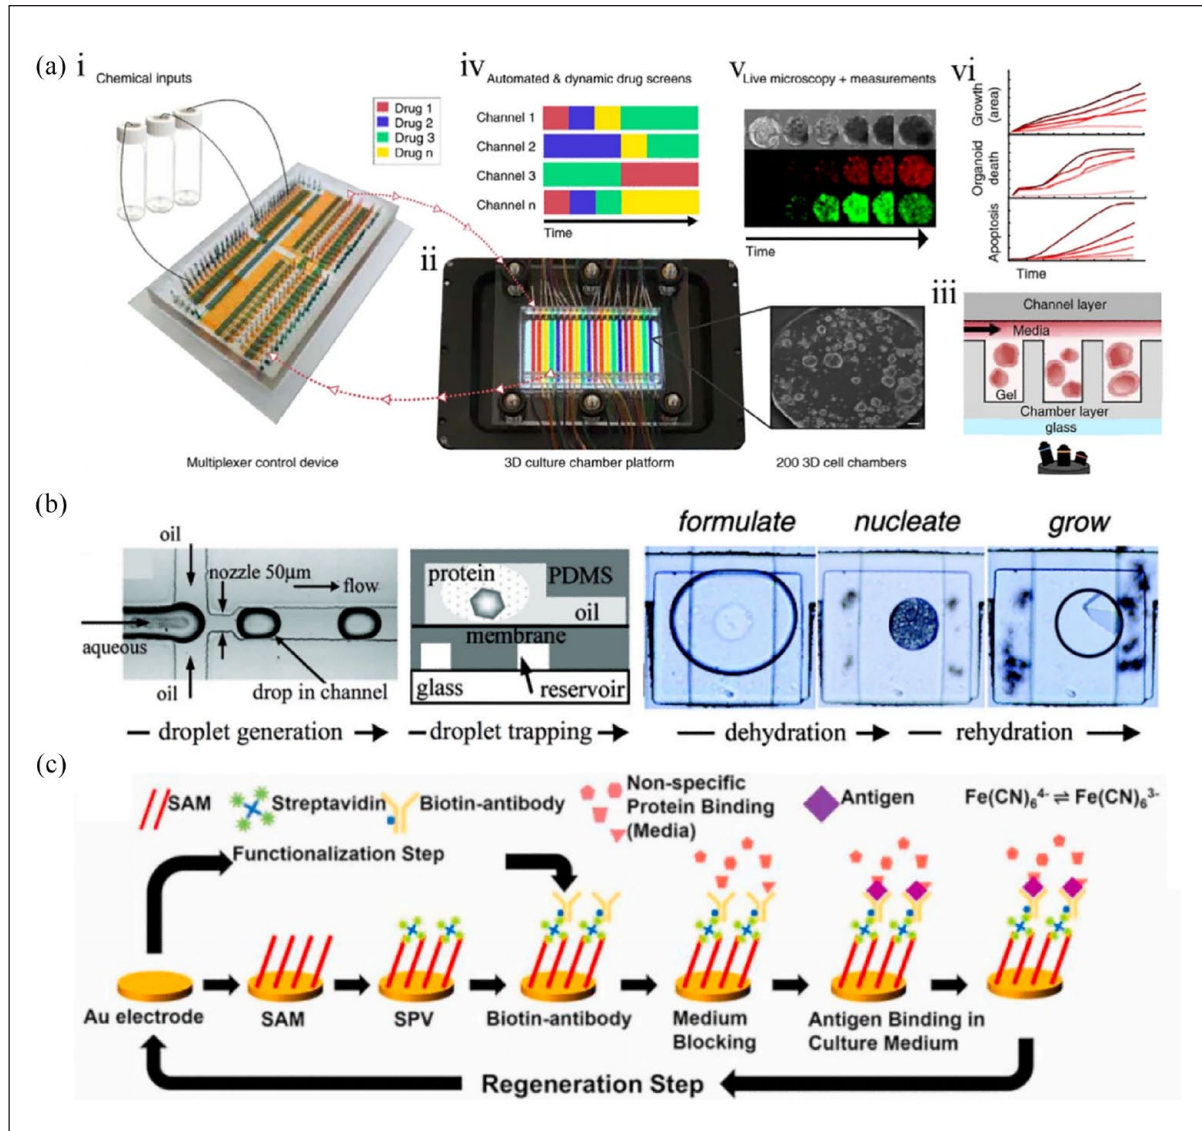 (a)
i
Chemical inputs
Drug 1
Drug 2
Drug 3
Drug n
iv
Automated & dynamic drug screens
Channel 1
Channel 2
Channel 3
Channel n
Time
v
Live microscopy + measurements
Time
vi
Growth
(area)
Organoid
death
Apoptosis
Time
ii
iii
Channel layer
Media
Gel
Chamber layer
glass
Multiplexer control device
3D culture chamber platform
200 3D cell chambers
(b)
oil
nozzle 50μm
flow
aqueous
oil
drop in channel
droplet generation
protein
PDMS
oil
membrane
glass
reservoir
droplet trapping
formulate
nucleate
grow
dehydration
rehydration
(c)
SAM
Streptavidin
Biotin-antibody
Non-specific
Protein Binding
(Media)
Antigen
Fe(CN)₆⁴⁻ ⇌ Fe(CN)₆³⁻
Functionalization Step
Au electrode
SAM
SPV
Biotin-antibody
Medium
Blocking
Antigen Binding in
Culture Medium
Regeneration Step